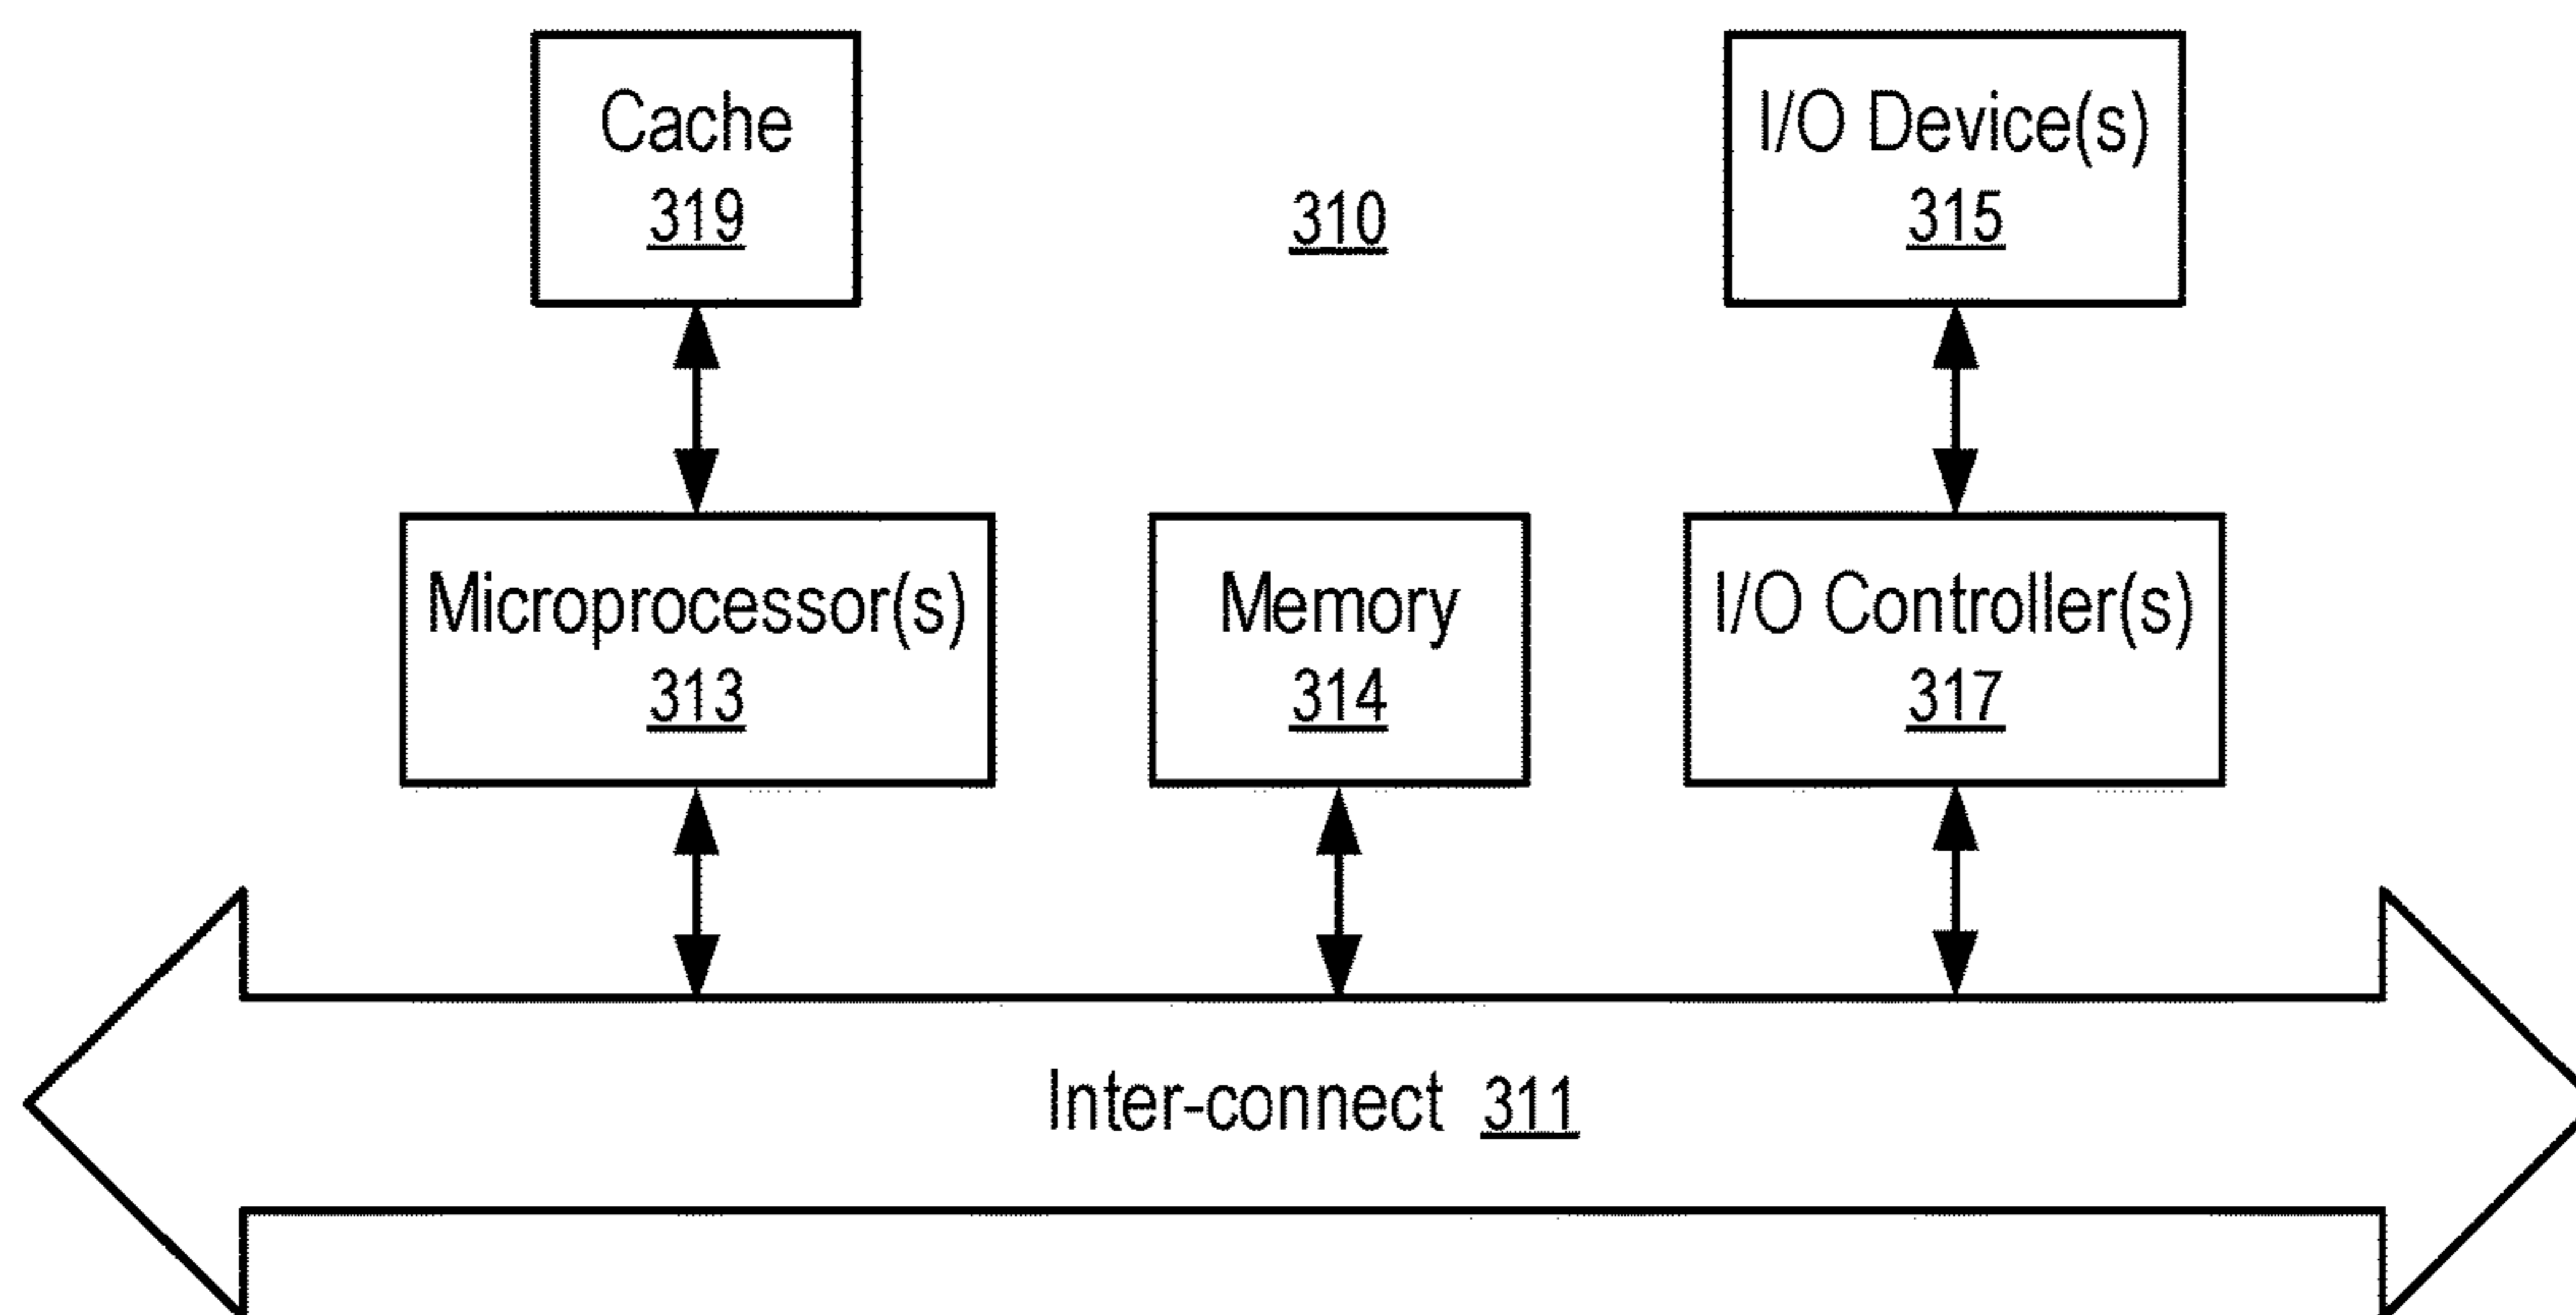 Cache
319
310
I/O Device(s)
315
Microprocessor(s)
313
Memory
314
I/O Controller(s)
317
Inter-connect 311